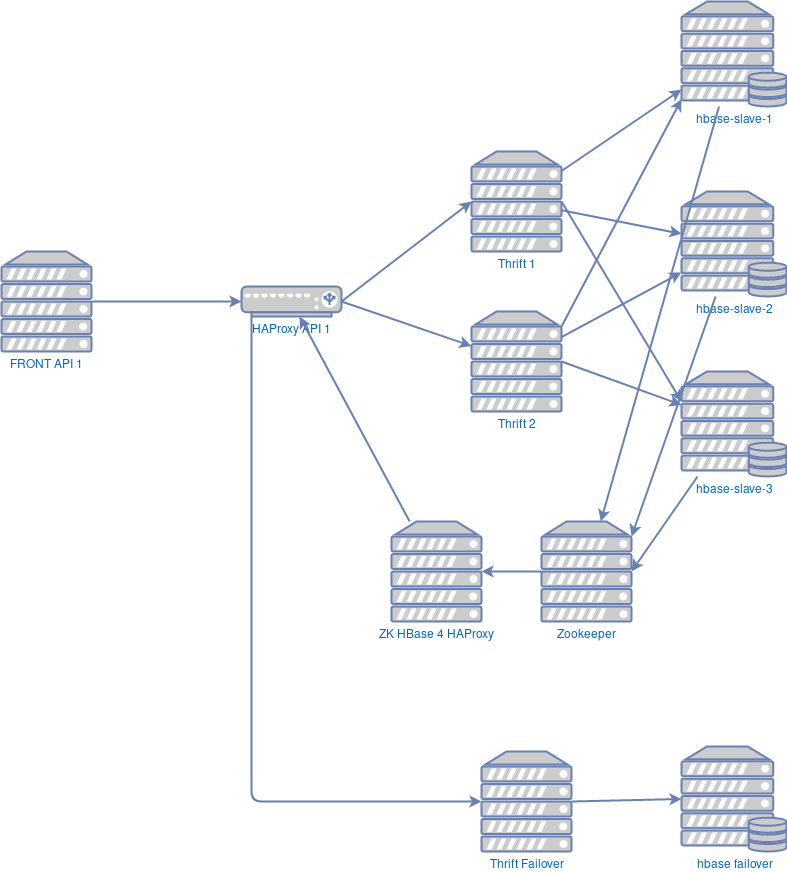 hbase-slave-1
Thrift 1
hbase-slave-2
HAProxy API 1
FRONT API 1
Thrift 2
hbase-slave-3
ZK HBase 4 HAProxy
Zookeeper
Thrift Failover
hbase failover